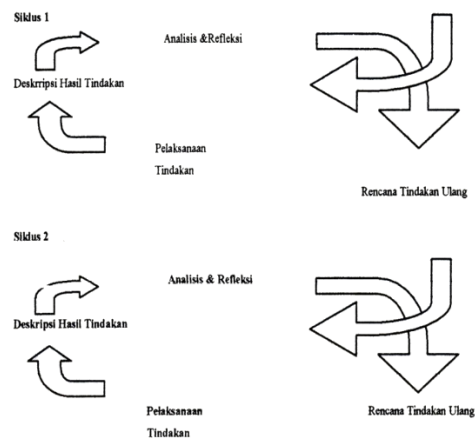 Siklus 1
Analisis &Refleksi
Deskrripsi Hasil Tindakan
Pelaksanaan
Tindakan
Rencana Tindakan Ulang
Siklus 2
Analisis & Refleksi
Deskripsi Hasil Tindakan
Pelaksanaan
Tindakan
Rencana Tindakan Ulang